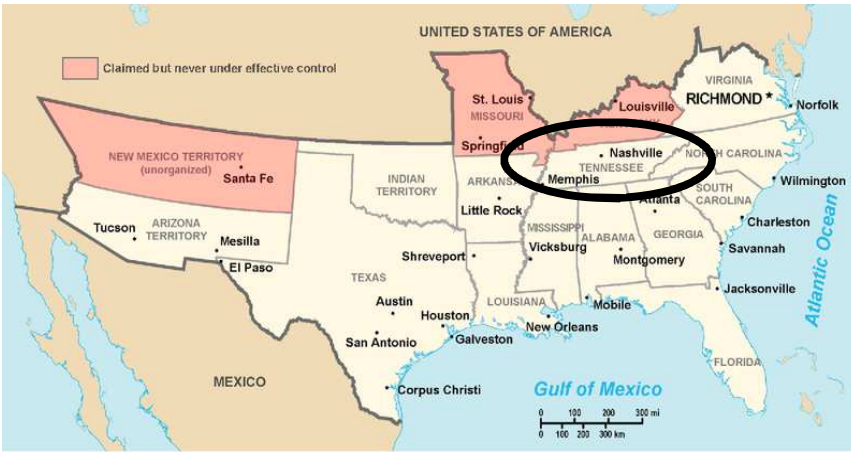 UNITED STATES OF AMERICA
Claimed but never under effective control
VIRGINIA
RICHMOND
Norfolk
St. Louis
MISSOURI
Louisville
Springfield
Nashville
TENNESSEE
NORTH CAROLINA
NEW MEXICO TERRITORY
(unorganized)
Santa Fe
INDIAN
TERRITORY
ARKANSA
Memphis
Wilmington
SOUTH
CAROLINA
Little Rock
Atlanta
Charleston
Tucson
ARIZONA
TERRITORY
Mesilla
El Paso
MISSISSIPPI
ALABAMA
GEORGIA
Vicksburg
Montgomery
Savannah
Shreveport
TEXAS
Jacksonville
Austin
LOUISIANA
Mobile
Houston
New Orleans
San Antonio
Galveston
FLORIDA
MEXICO
Corpus Christi
Gulf of Mexico
Atlantic Ocean
0 100 200 300 mi
0 100 200 300 km